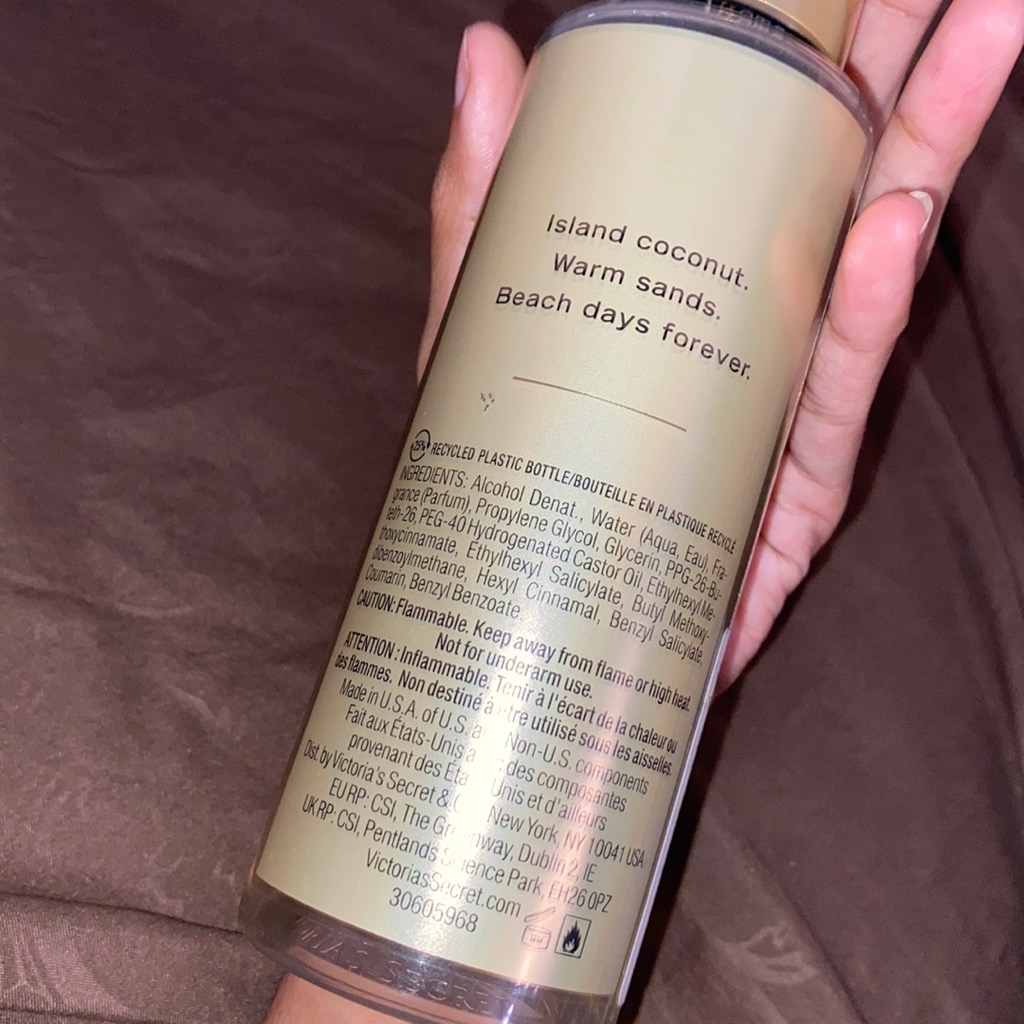 Island coconut.
Warm sands.
Beach days forever.
25% RECYCLED PLASTIC BOTTLE/BOUTEILLE EN PLASTIQUE RECYCLÉ
INGREDIENTS: Alcohol Denat., Water (Aqua, Eau), Fra-
grance (Parfum), Propylene Glycol, Glycerin, PPG-26-Bu-
teth-26, PEG-40 Hydrogenated Castor Oil, Ethylhexyl Me-
thoxycinnamate, Ethylhexyl Salicylate, Butyl Methoxy-
dibenzoylmethane, Hexyl Cinnamal, Benzyl Salicylate,
Coumarin, Benzyl Benzoate
CAUTION: Flammable. Keep away from flame or high heat.
Not for underarm use.
ATTENTION : Inflammable. Tenir à l'écart de la chaleur ou
des flammes. Non destiné à être utilisé sous les aisselles.
Made in U.S.A. of U.S. and Non-U.S. components
Fait aux États-Unis des composantes
provenant des États Unis et d'ailleurs
Dist. by Victoria's Secret & Co. New York, NY 10041 USA
EU RP: CSI, The Greenway, Dublin 2, IE
UK RP: CSI, Pentlands Science Park, EH26 0PZ
VictoriasSecret.com
30605968